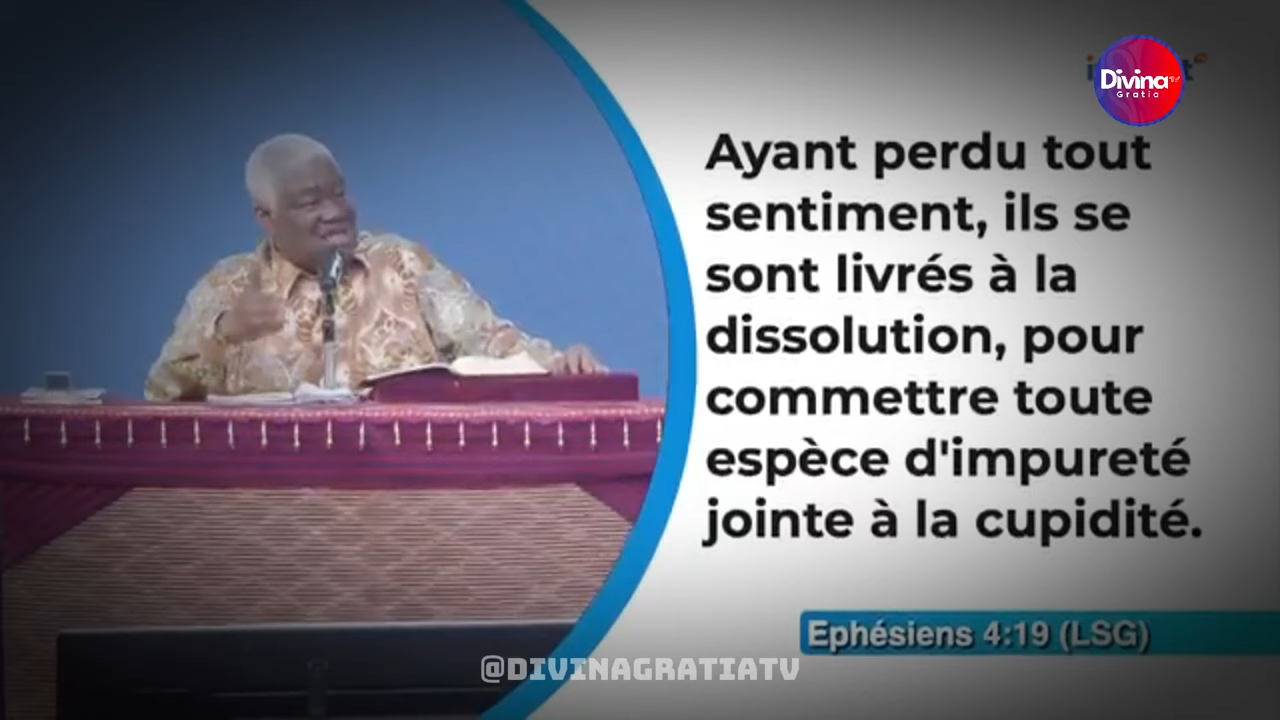 Divina TV
Gratia
Ayant perdu tout
sentiment, ils se
sont livrés à la
dissolution, pour
commettre toute
espèce d'impureté
jointe à la cupidité.
Ephésiens 4:19 (LSG)
@DIVINAGRATIATV